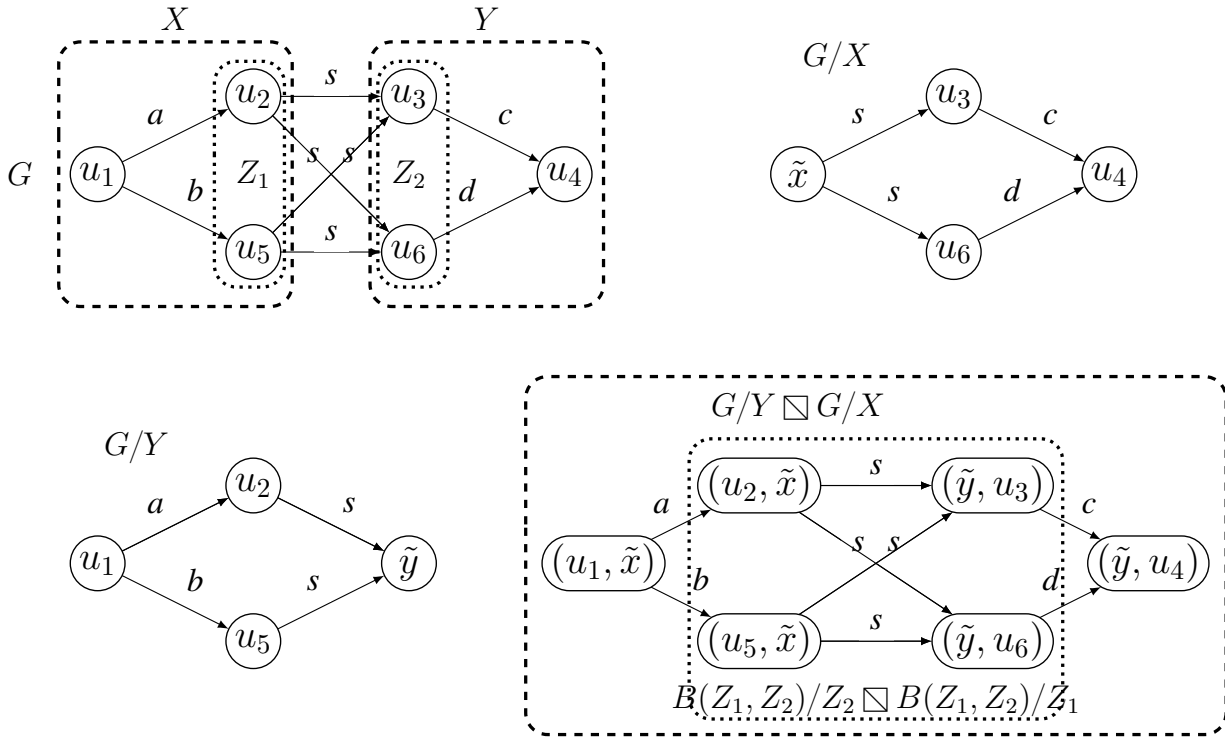 X Y
G
u₁ u₂ u₃ u₄ u₅ u₆
a b s s s s c d
Z₁ Z₂
G/X
x̃ u₃ u₄ u₆
s s c d
G/Y
u₁ u₂ u₅ ỹ
a b s s
G/Y ⧅ G/X
(u₁, x̃) (u₂, x̃) (ỹ, u₃) (ỹ, u₄)
(u₅, x̃) (ỹ, u₆)
a b s s s s c d
B(Z₁, Z₂)/Z₂ ⧅ B(Z₁, Z₂)/Z₁